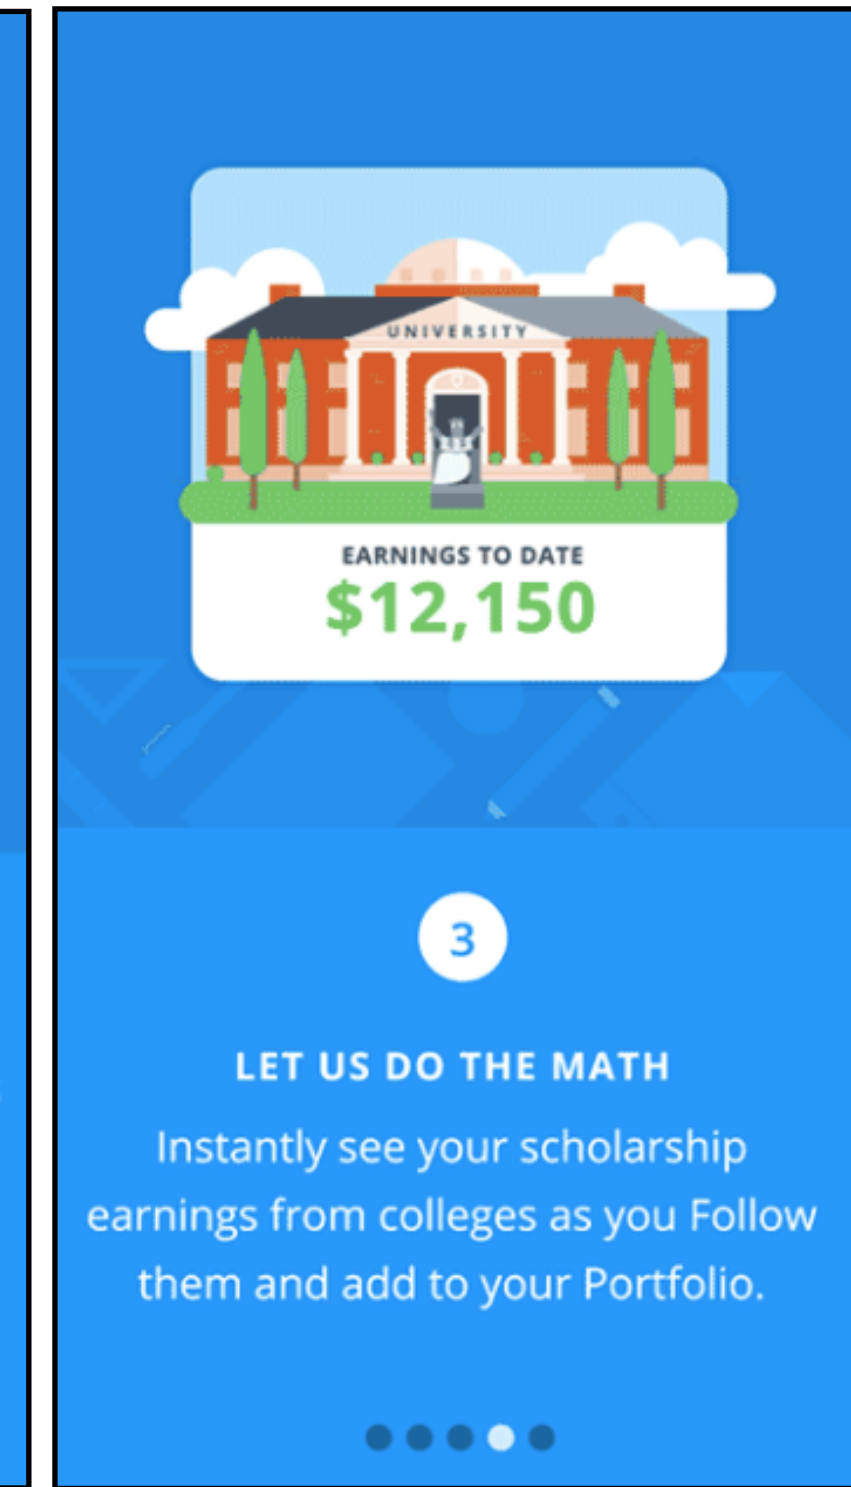 UNIVERSITY
EARNINGS TO DATE
$12,150
3
LET US DO THE MATH
Instantly see your scholarship
earnings from colleges as you Follow
them and add to your Portfolio.